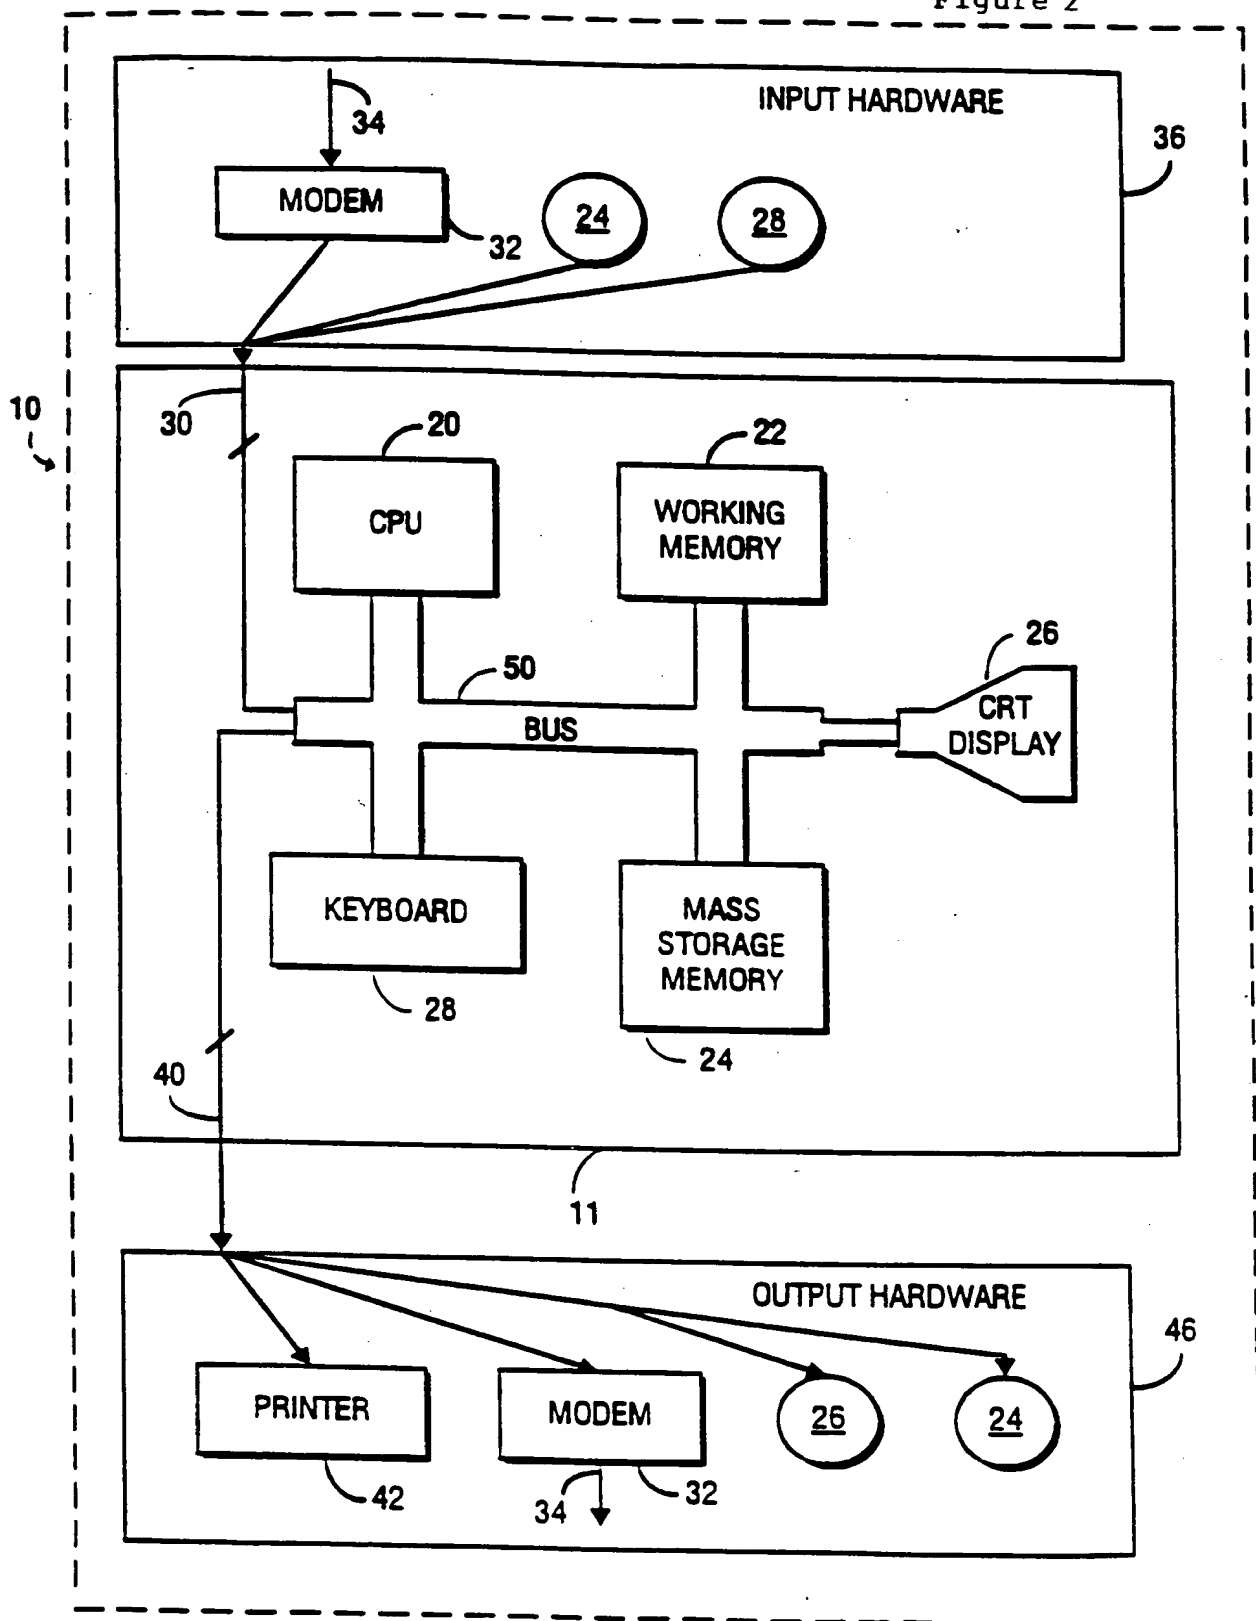 Figure 2
INPUT HARDWARE
34
36
MODEM
32
24
28
10
30
20
22
CPU
WORKING
MEMORY
26
50
BUS
CRT
DISPLAY
KEYBOARD
MASS
STORAGE
MEMORY
28
24
40
11
OUTPUT HARDWARE
46
PRINTER
MODEM
26
24
42
34
32